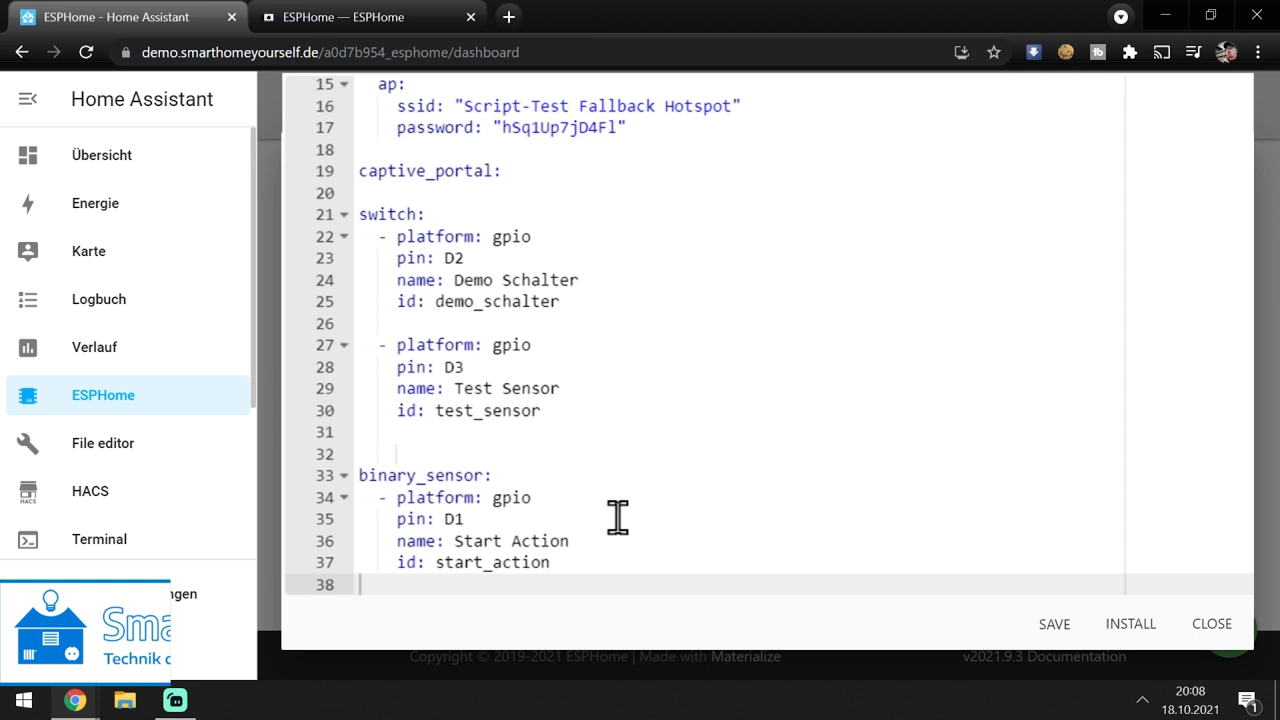 ESPHome - Home Assistant
ESPHome — ESPHome
demo.smarthomeyourself.de/a0d7b954_esphome/dashboard
Home Assistant
Übersicht
Energie
Karte
Logbuch
Verlauf
ESPHome
File editor
HACS
Terminal
ngen
Sma
Technik d
15 ap:
16 ssid: "Script-Test Fallback Hotspot"
17 password: "hSq1Up7jD4Fl"
18
19 captive_portal:
20
21 switch:
22 - platform: gpio
23 pin: D2
24 name: Demo Schalter
25 id: demo_schalter
26
27 - platform: gpio
28 pin: D3
29 name: Test Sensor
30 id: test_sensor
31
32
33 binary_sensor:
34 - platform: gpio
35 pin: D1
36 name: Start Action
37 id: start_action
38
SAVE INSTALL CLOSE
Copyright © 2019-2021 ESPHome | Made with Materialize
v2021.9.3 Documentation
20:08
18.10.2021
1